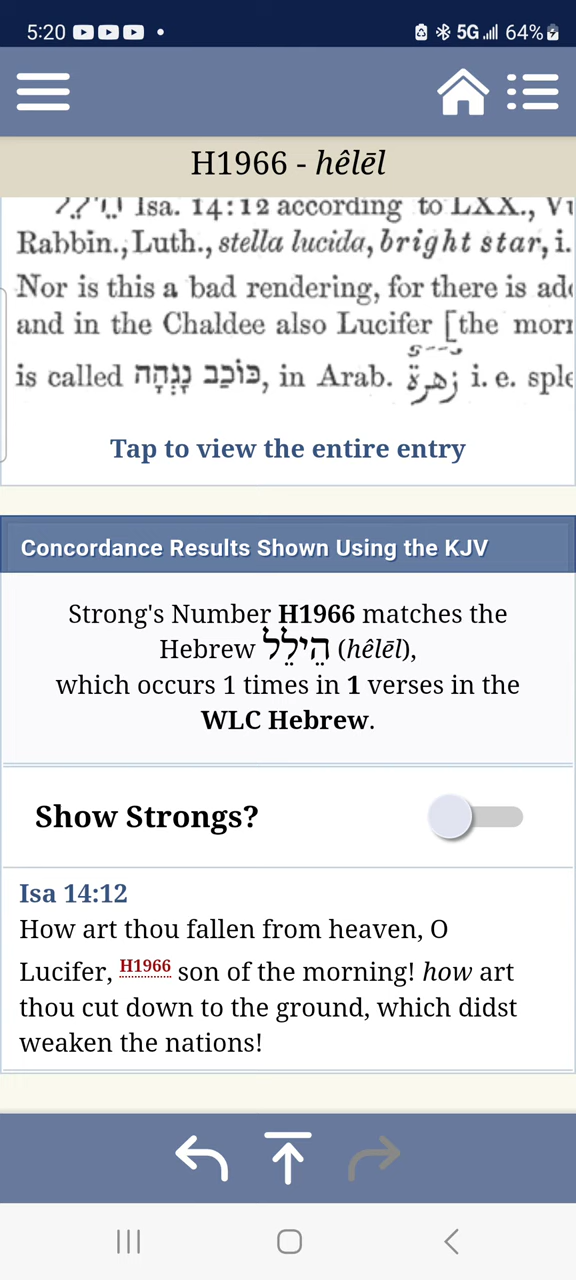 5:20
5G 64%
H1966 - hêlēl
Isa. 14:12 according to LXX.,
Rabbin., Luth., stella lucida, bright star, i.
Nor is this a bad rendering, for there is
and in the Chaldee also Lucifer [the
is called כּוֹכַב נָגְהָה, in Arab. زهرة i. e.
Tap to view the entire entry
Concordance Results Shown Using the KJV
Strong's Number H1966 matches the
Hebrew הֵילֵל (hêlēl),
which occurs 1 times in 1 verses in the
WLC Hebrew.
Show Strongs?
Isa 14:12
How art thou fallen from heaven, O
Lucifer, H1966 son of the morning! how art
thou cut down to the ground, which didst
weaken the nations!